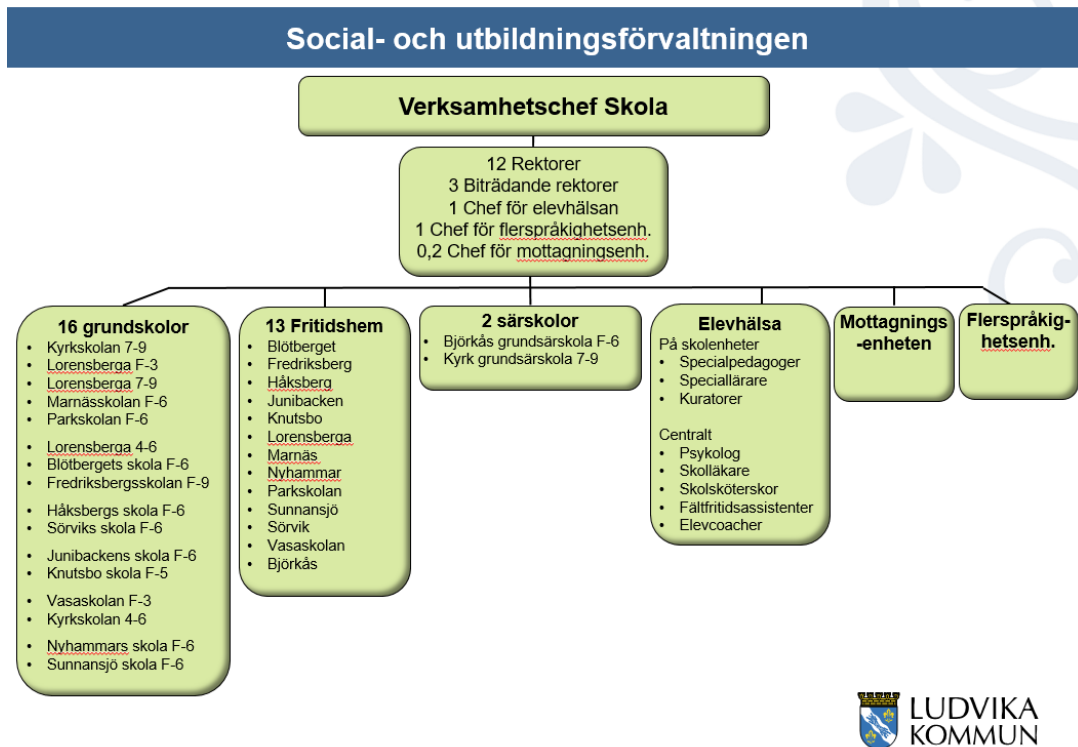 Social- och utbildningsförvaltningen
Verksamhetschef Skola
12 Rektorer
3 Biträdande rektorer
1 Chef för elevhälsan
1 Chef för flerspråkighetsenh.
0,2 Chef för mottagningsenh.
16 grundskolor
• Kyrkskolan 7-9
• Lorensberga F-3
• Lorensberga 7-9
• Marnässkolan F-6
• Parkskolan F-6
• Lorensberga 4-6
• Blötbergets skola F-6
• Fredriksbergsskolan F-9
• Håksbergs skola F-6
• Sörviks skola F-6
• Junibackens skola F-6
• Knutsbo skola F-5
• Vasaskolan F-3
• Kyrkskolan 4-6
• Nyhammars skola F-6
• Sunnansjö skola F-6
13 Fritidshem
• Blötberget
• Fredriksberg
• Håksberg
• Junibacken
• Knutsbo
• Lorensberga
• Marnäs
• Nyhammar
• Parkskolan
• Sunnansjö
• Sörvik
• Vasaskolan
• Björkås
2 särskolor
• Björkås grundsärskola F-6
• Kyrk grundsärskola 7-9
Elevhälsa
På skolenheter
• Specialpedagoger
• Speciallärare
• Kuratorer
Centralt
• Psykolog
• Skolläkare
• Skolsköterskor
• Fältfritidsassistenter
• Elevcoacher
Mottagnings
-enheten
Flerspråkig-
hetsenh.
LUDVIKA
KOMMUN